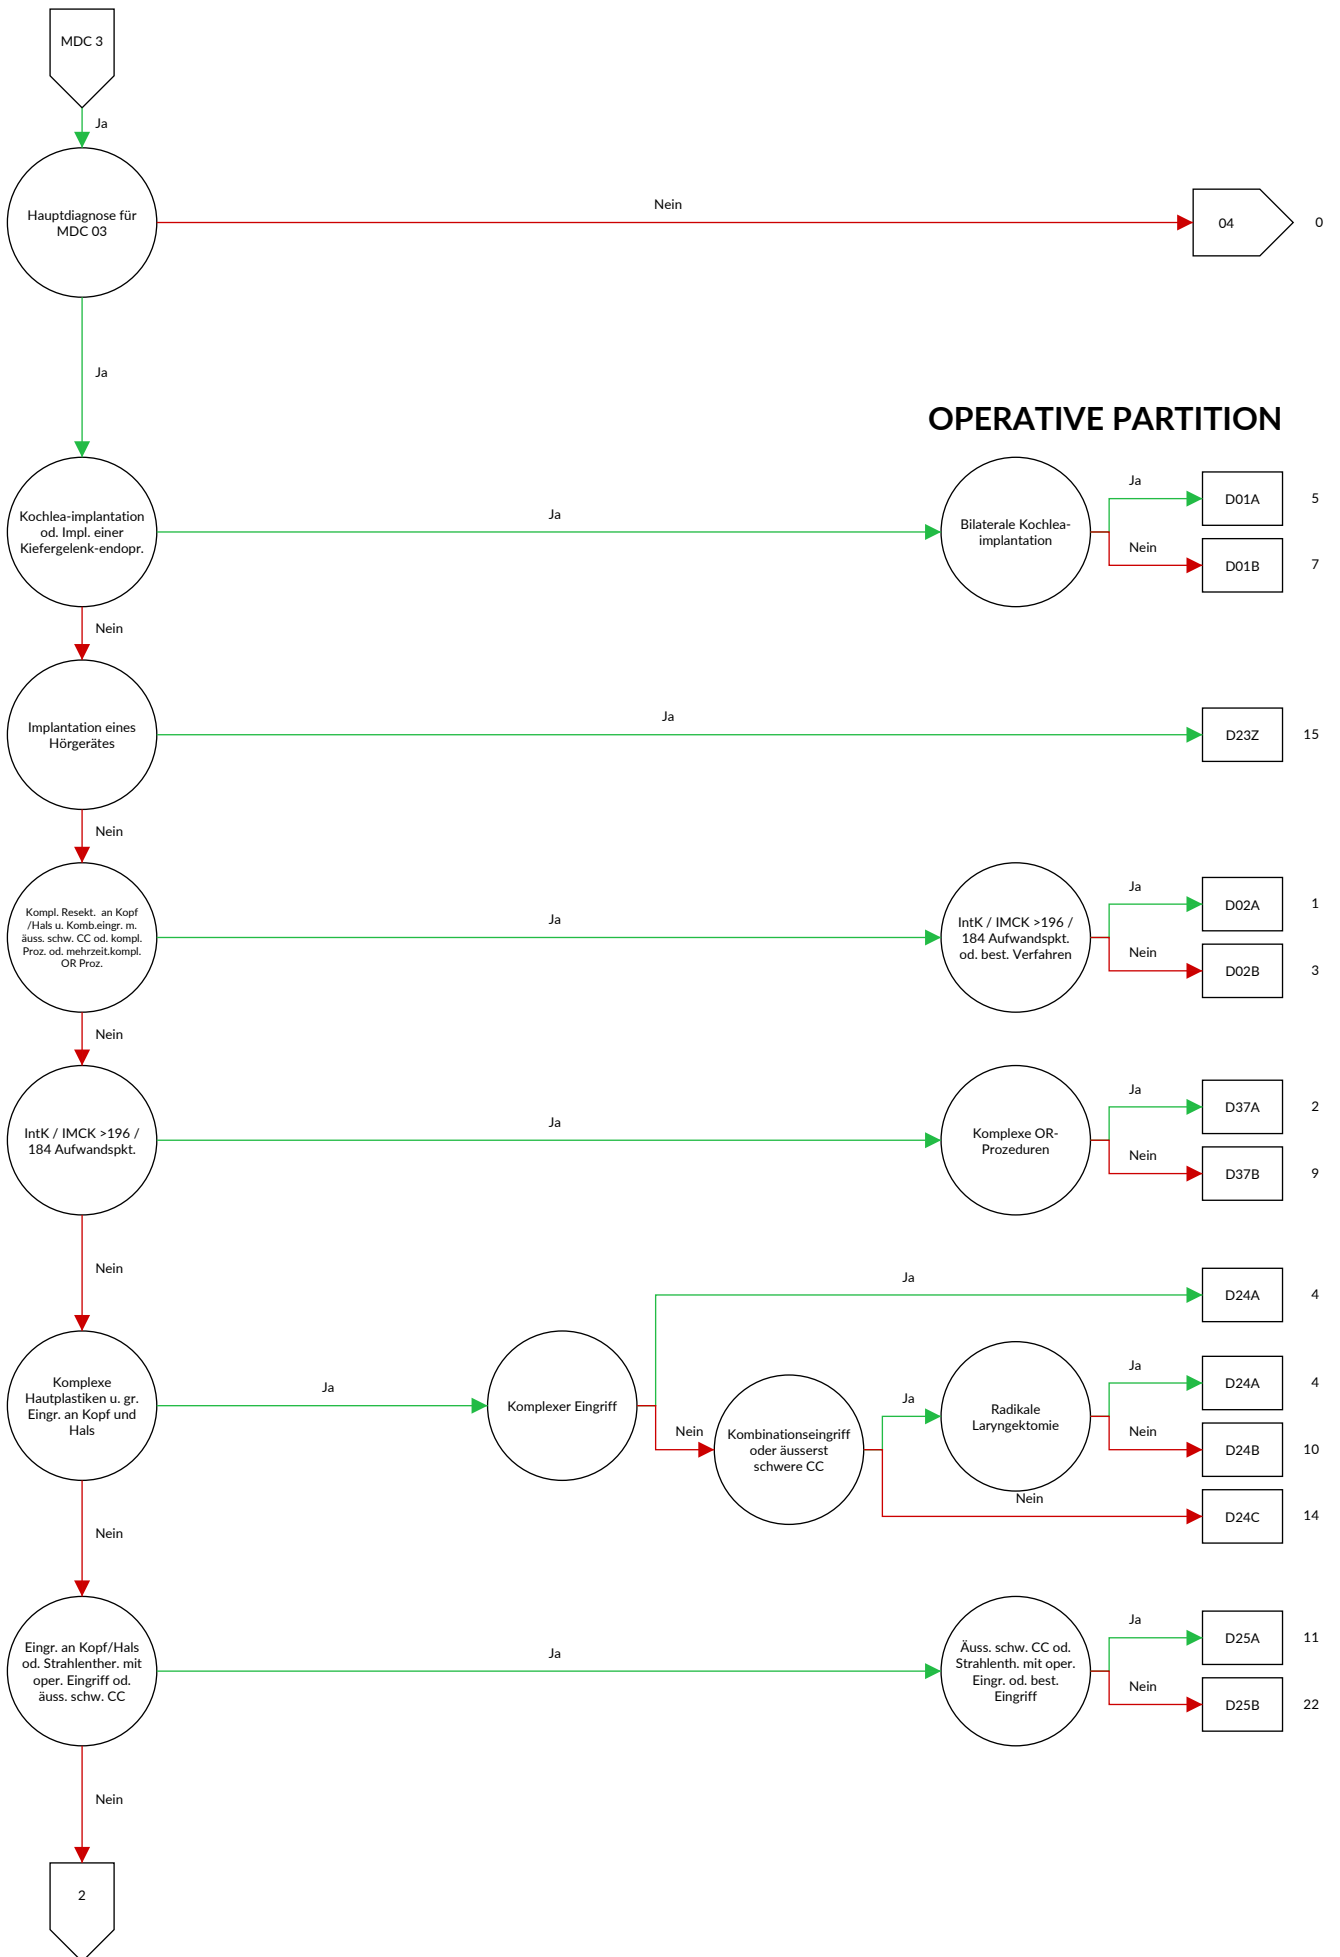 MDC 3
Ja
Hauptdiagnose für
MDC 03
Nein
04
0
Ja
OPERATIVE PARTITION
Kochlea-implantation
od. Impl. einer
Kiefergelenk-endopr.
Ja
Bilaterale Kochlea-
implantation
Ja
D01A
5
Nein
D01B
7
Nein
Implantation eines
Hörgerätes
Ja
D23Z
15
Nein
Kompl. Resekt.  an Kopf
/Hals u. Komb.eingr. m.
äuss. schw. CC od. kompl.
Proz. od. mehrzeit.kompl.
OR Proz.
Ja
IntK / IMCK >196 /
184 Aufwandspkt.
od. best. Verfahren
Ja
D02A
1
Nein
D02B
3
Nein
IntK / IMCK >196 /
184 Aufwandspkt.
Ja
Komplexe OR-
Prozeduren
Ja
D37A
2
Nein
D37B
9
Nein
Komplexe
Hautplastiken u. gr.
Eingr. an Kopf und
Hals
Ja
Komplexer Eingriff
Ja
D24A
4
Nein
Kombinationseingriff
oder äusserst
schwere CC
Ja
Radikale
Laryngektomie
Ja
D24A
4
Nein
D24B
10
Nein
D24C
14
Nein
Eingr. an Kopf/Hals
od. Strahlenther. mit
oper. Eingriff od.
äuss. schw. CC
Ja
Äuss. schw. CC od.
Strahlenth. mit oper.
Eingr. od. best.
Eingriff
Ja
D25A
11
Nein
D25B
22
Nein
2